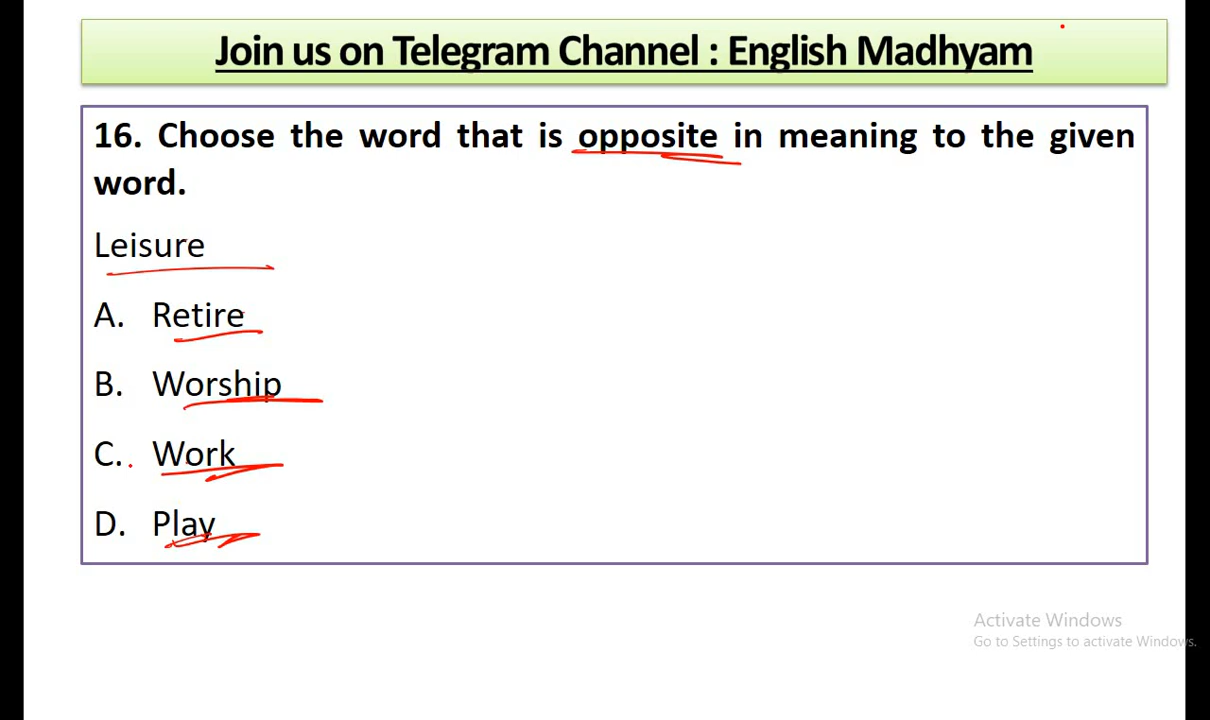 Join us on Telegram Channel : English Madhyam
16. Choose the word that is opposite in meaning to the given
word.
Leisure
A. Retire
B. Worship
C. Work
D. Play
Activate Windows
Go to Settings to activate Windows.